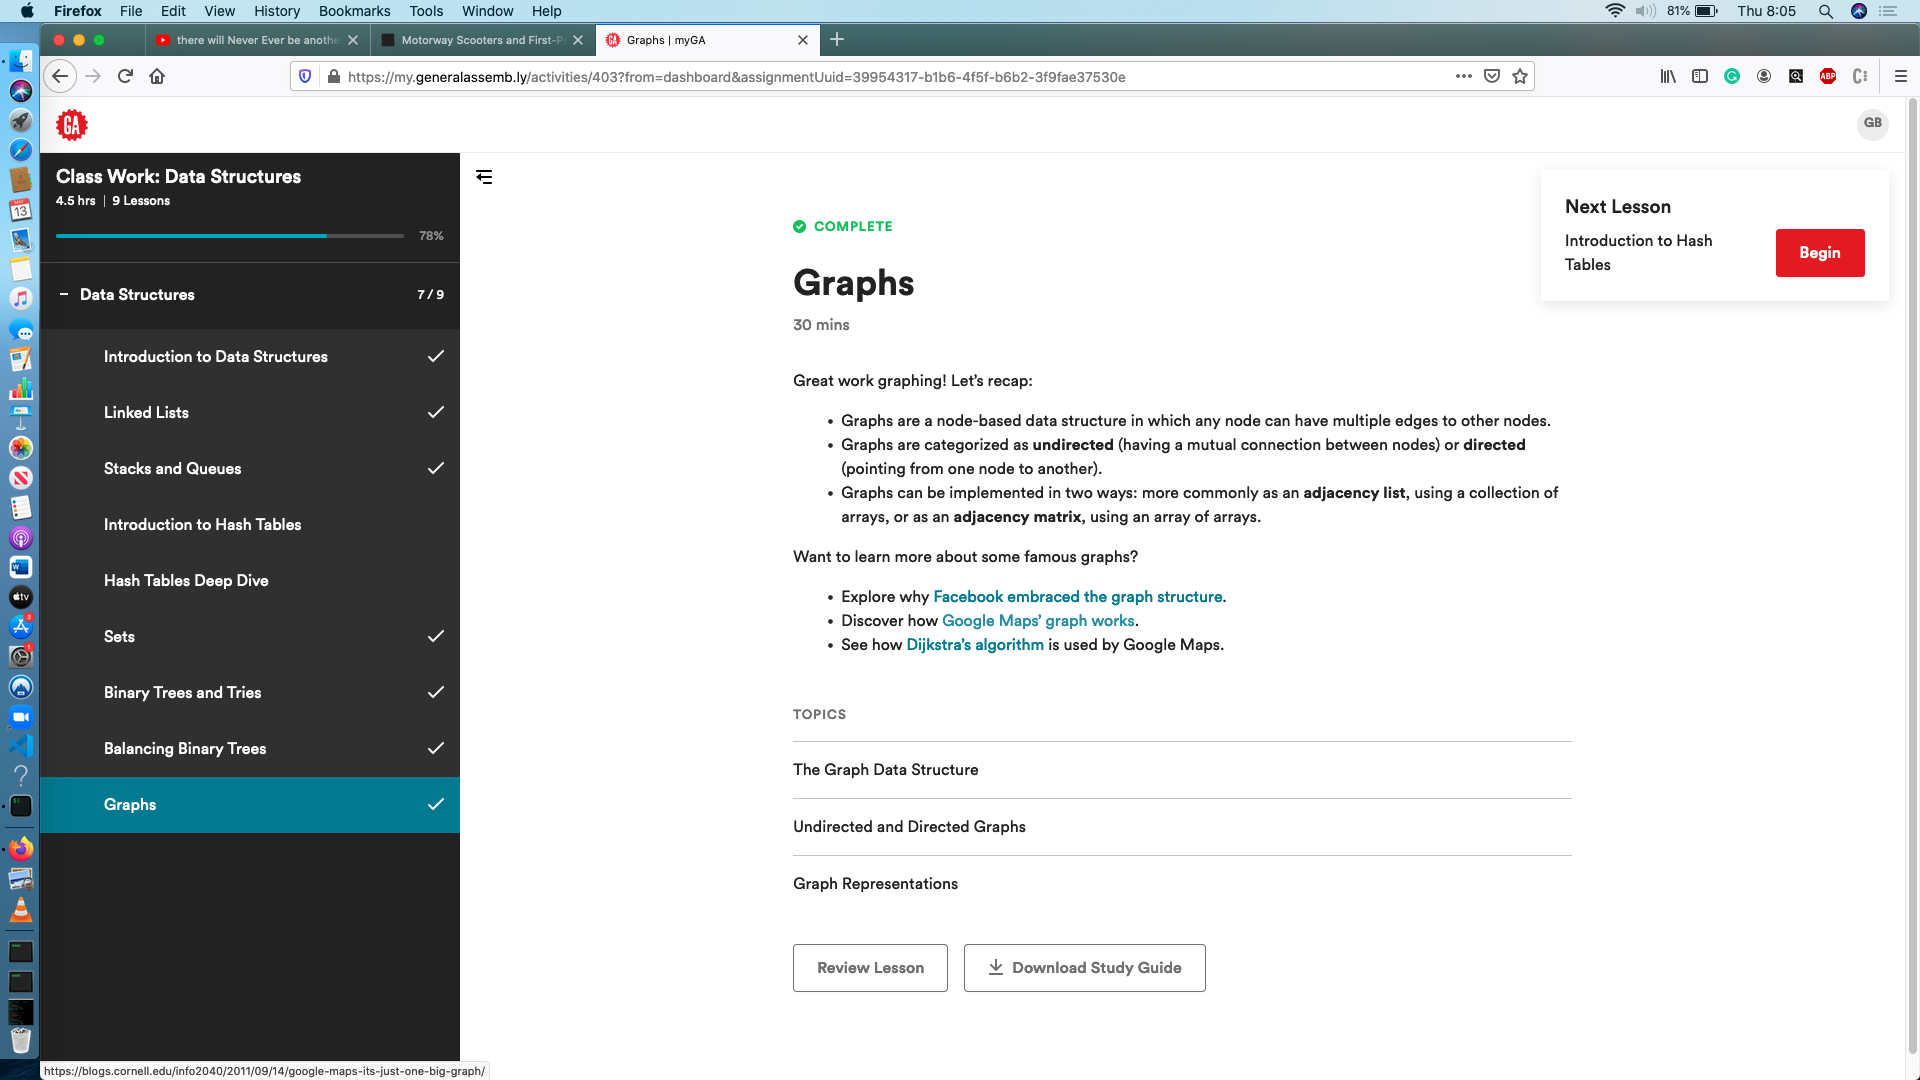 Firefox File Edit View History Bookmarks Tools Window Help 81% Thu 8:05
there will Never Ever be anothe Motorway Scooters and First-P Graphs | myGA
https://my.generalassemb.ly/activities/403?from=dashboard&assignmentUuid=39954317-b1b6-4f5f-b6b2-3f9fae37530e
ABP
GA
GB
Class Work: Data Structures
4.5 hrs | 9 Lessons
78%
Data Structures 7 / 9
Introduction to Data Structures
Linked Lists
Stacks and Queues
Introduction to Hash Tables
Hash Tables Deep Dive
Sets
Binary Trees and Tries
Balancing Binary Trees
Graphs
COMPLETE
Graphs
30 mins
Great work graphing! Let’s recap:
• Graphs are a node-based data structure in which any node can have multiple edges to other nodes.
• Graphs are categorized as undirected (having a mutual connection between nodes) or directed
(pointing from one node to another).
• Graphs can be implemented in two ways: more commonly as an adjacency list, using a collection of
arrays, or as an adjacency matrix, using an array of arrays.
Want to learn more about some famous graphs?
• Explore why Facebook embraced the graph structure.
• Discover how Google Maps’ graph works.
• See how Dijkstra’s algorithm is used by Google Maps.
TOPICS
The Graph Data Structure
Undirected and Directed Graphs
Graph Representations
Review Lesson
Download Study Guide
Next Lesson
Introduction to Hash
Tables
Begin
13
tv
https://blogs.cornell.edu/info2040/2011/09/14/google-maps-its-just-one-big-graph/